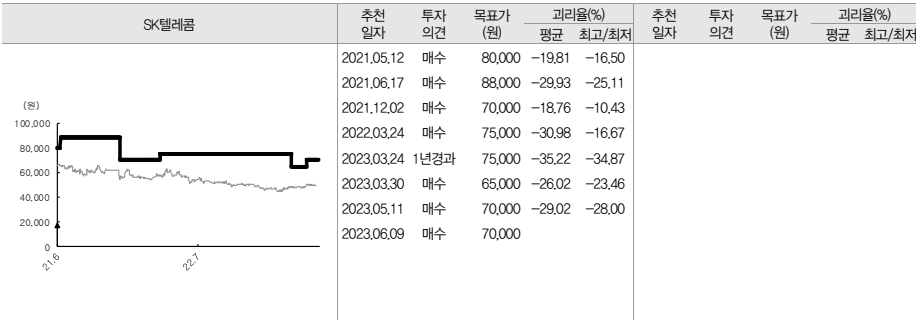 SK텔레콤
추천 투자 목표가 괴리율(%) 추천 투자 목표가 괴리율(%)
일자 의견 (원) 평균 최고/최저 일자 의견 (원) 평균 최고/최저
2021.05.12 매수 80,000 -19.81 -16.50
2021.06.17 매수 88,000 -29.93 -25.11
2021.12.02 매수 70,000 -18.76 -10.43
2022.03.24 매수 75,000 -30.98 -16.67
2023.03.24 1년경과 75,000 -35.22 -34.87
2023.03.30 매수 65,000 -26.02 -23.46
2023.05.11 매수 70,000 -29.02 -28.00
2023.06.09 매수 70,000
(원)
100,000
80,000
60,000
40,000
20,000
0
21.6 22.7